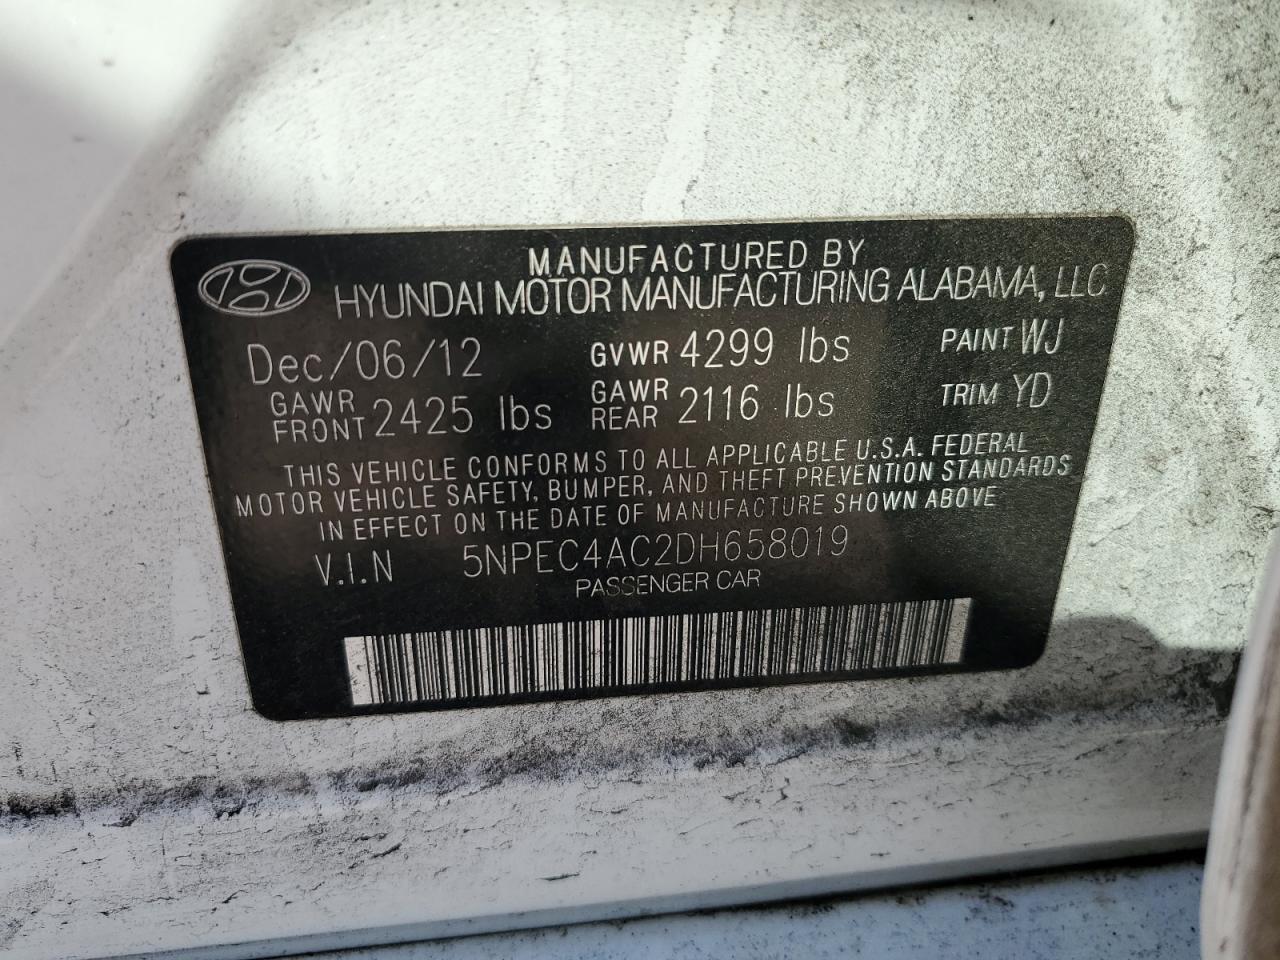 MANUFACTURED BY
HYUNDAI MOTOR MANUFACTURING ALABAMA, LLC
Dec/06/12 GVWR 4299 lbs PAINT WJ
GAWR FRONT 2425 lbs GAWR REAR 2116 lbs TRIM YD
THIS VEHICLE CONFORMS TO ALL APPLICABLE U.S.A. FEDERAL
MOTOR VEHICLE SAFETY, BUMPER, AND THEFT PREVENTION STANDARDS
IN EFFECT ON THE DATE OF MANUFACTURE SHOWN ABOVE
V.I.N 5NPEC4AC2DH658019
PASSENGER CAR